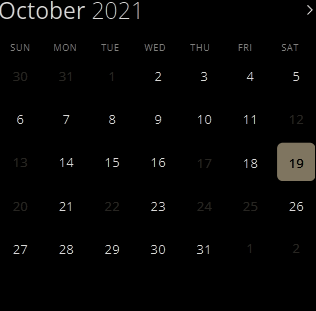 October 2021 >
SUN MON TUE WED THU FRI SAT
30 31 1 2 3 4 5
6 7 8 9 10 11 12
13 14 15 16 17 18 19
20 21 22 23 24 25 26
27 28 29 30 31 1 2